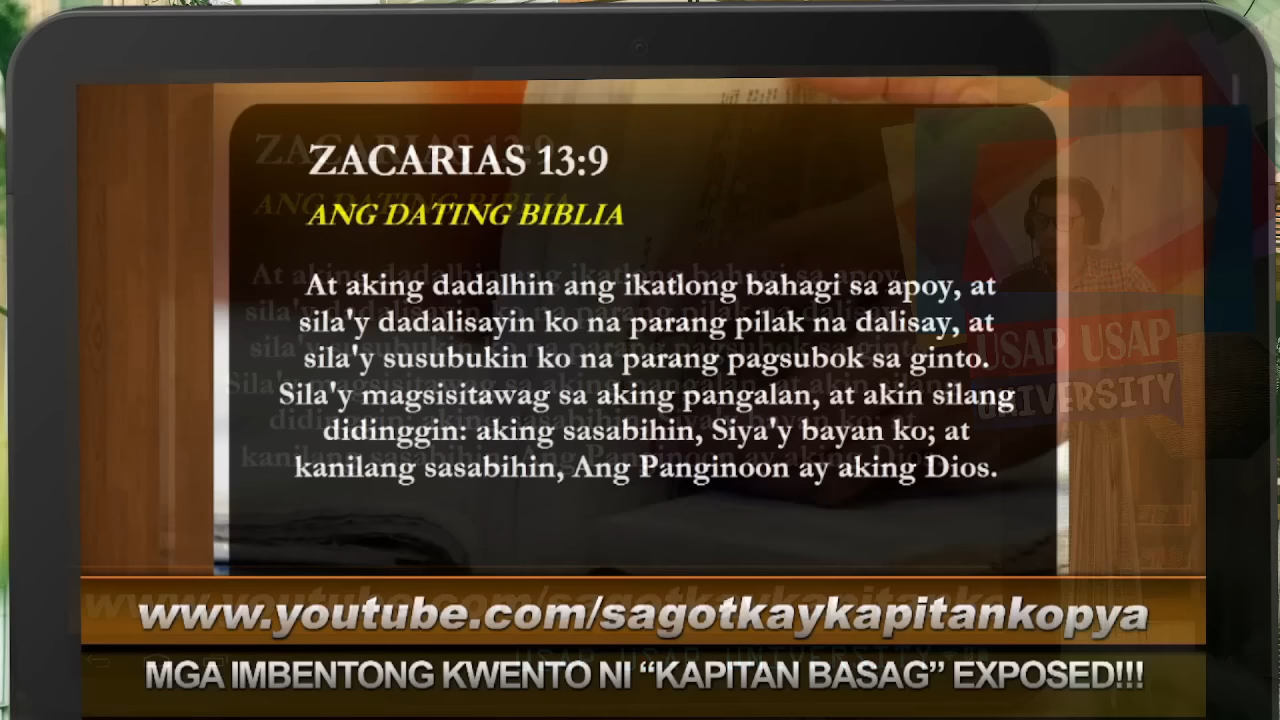 ZACARIAS 13:9
ANG DATING BIBLIA
At aking dadalhin ang ikatlong bahagi sa apoy, at
sila'y dadalisayin ko na parang pilak na dalisay, at
sila'y susubukin ko na parang pagsubok sa ginto.
Sila'y magsisitawag sa aking pangalan, at akin silang
didinggin: aking sasabihin, Siya'y bayan ko; at
kanilang sasabihin, Ang Panginoon ay aking Dios.
USAP USAP
UNIVERSITY
www.youtube.com/sagotkaykapitankopya
MGA IMBENTONG KWENTO NI “KAPITAN BASAG” EXPOSED!!!